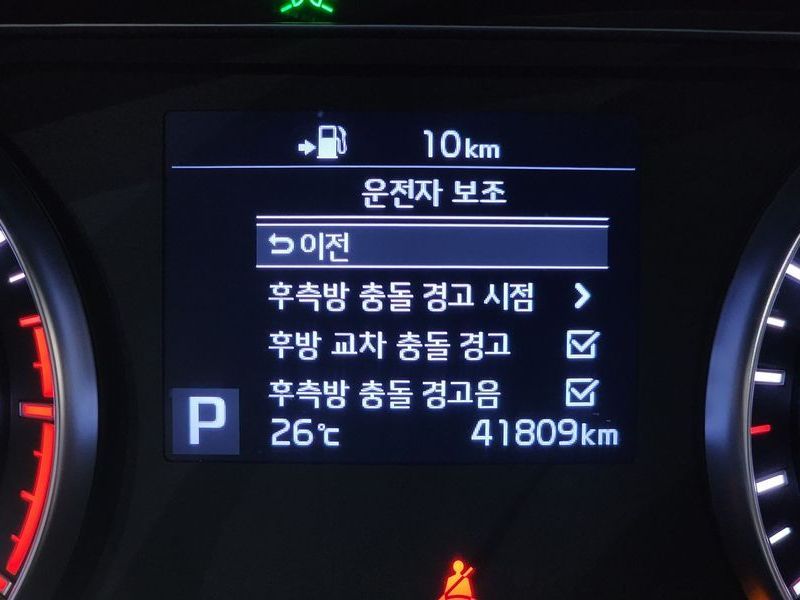 10km
운전자 보조
이전
후측방 충돌 경고 시점
후방 교차 충돌 경고
후측방 충돌 경고음
P
26℃ 41809km